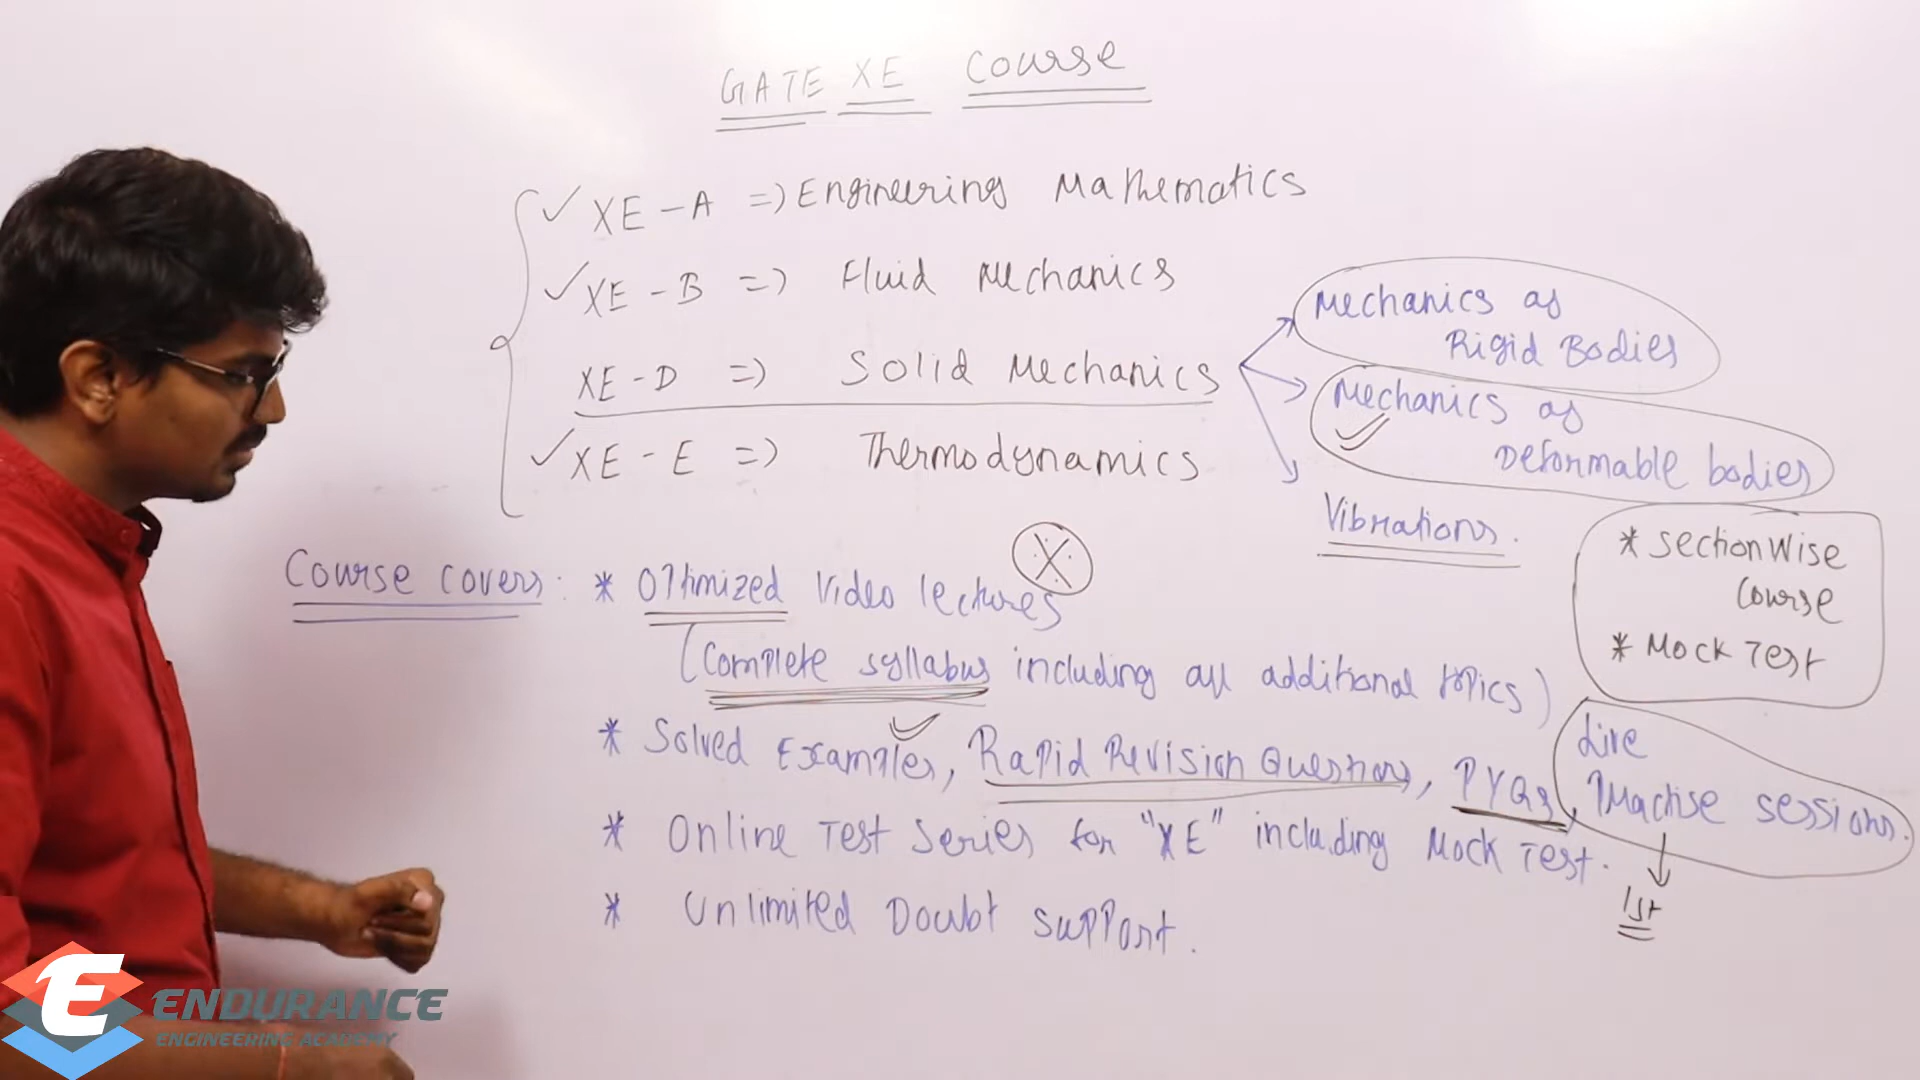 GATE XE Course
XE - A => Engineering Mathematics
XE - B => Fluid Mechanics
XE - D => Solid Mechanics
XE - E => Thermodynamics
Mechanics of
Rigid Bodies
Mechanics of
Deformable bodies
Vibrations.
Course covers: * Optimized Video lectures
X
(Complete syllabus including all additional topics)
* Solved Examples, Rapid Revision Questions, PYQs,
Live
Practise sessions.
1st
* Online Test Series for "XE" including Mock Test.
* Unlimited Doubt support.
* Sectionwise
Course
* Mock Test
E ENDURANCE
ENGINEERING ACADEMY